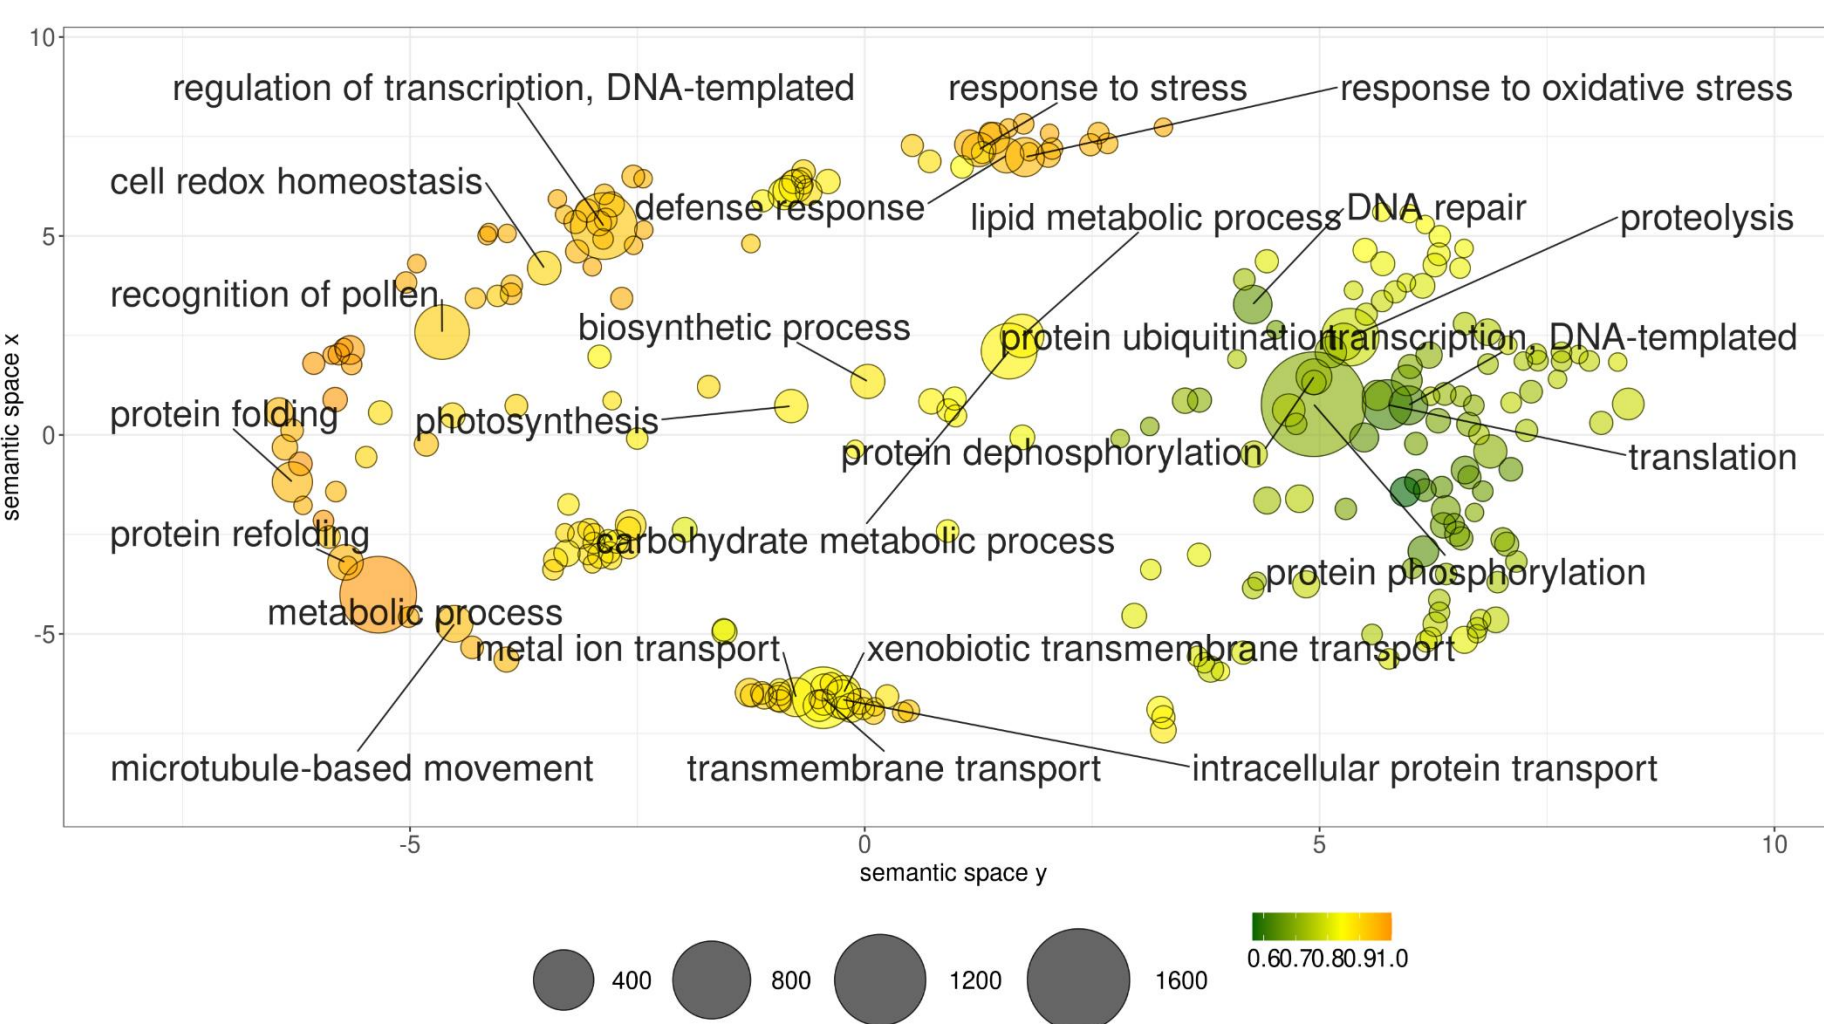 10
regulation of transcription, DNA-templated
response to stress
response to oxidative stress
cell redox homeostasis
defense response
lipid metabolic process
DNA repair
proteolysis
5
recognition of pollen
biosynthetic process
protein ubiquitination
transcription, DNA-templated
semantic space x
protein folding
photosynthesis
0
protein dephosphorylation
translation
protein refolding
carbohydrate metabolic process
protein phosphorylation
metabolic process
-5
metal ion transport
xenobiotic transmembrane transport
microtubule-based movement
transmembrane transport
intracellular protein transport
-5
0
5
10
semantic space y
0.60.70.80.91.0
400
800
1200
1600